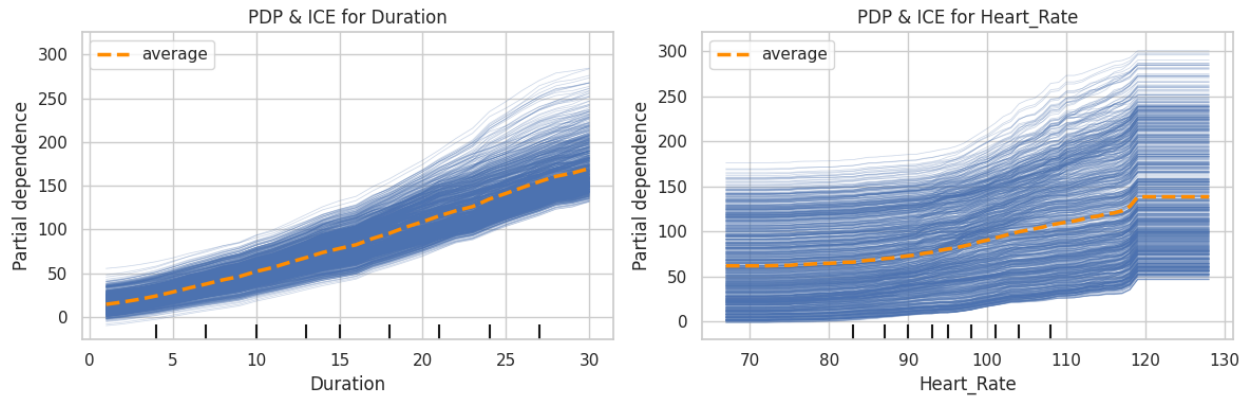 PDP & ICE for Duration
300
250
200
150
100
50
0
Partial dependence
average
0 5 10 15 20 25 30
Duration
PDP & ICE for Heart_Rate
300
250
200
150
100
50
0
Partial dependence
average
70 80 90 100 110 120 130
Heart_Rate